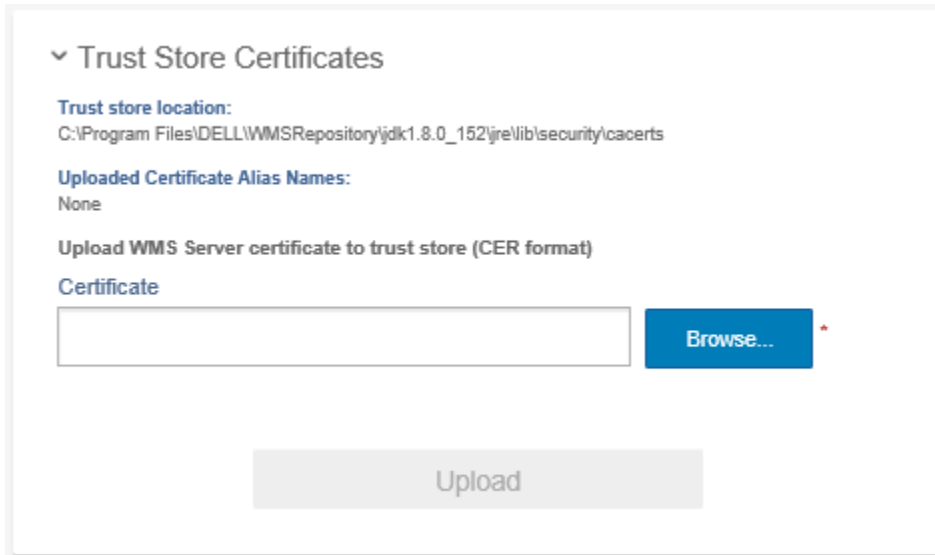 Trust Store Certificates
Trust store location:
C:\Program Files\DELL\WMSRepository\jdk1.8.0_152\jre\lib\security\cacerts
Uploaded Certificate Alias Names:
None
Upload WMS Server certificate to trust store (CER format)
Certificate
Browse... *
Upload